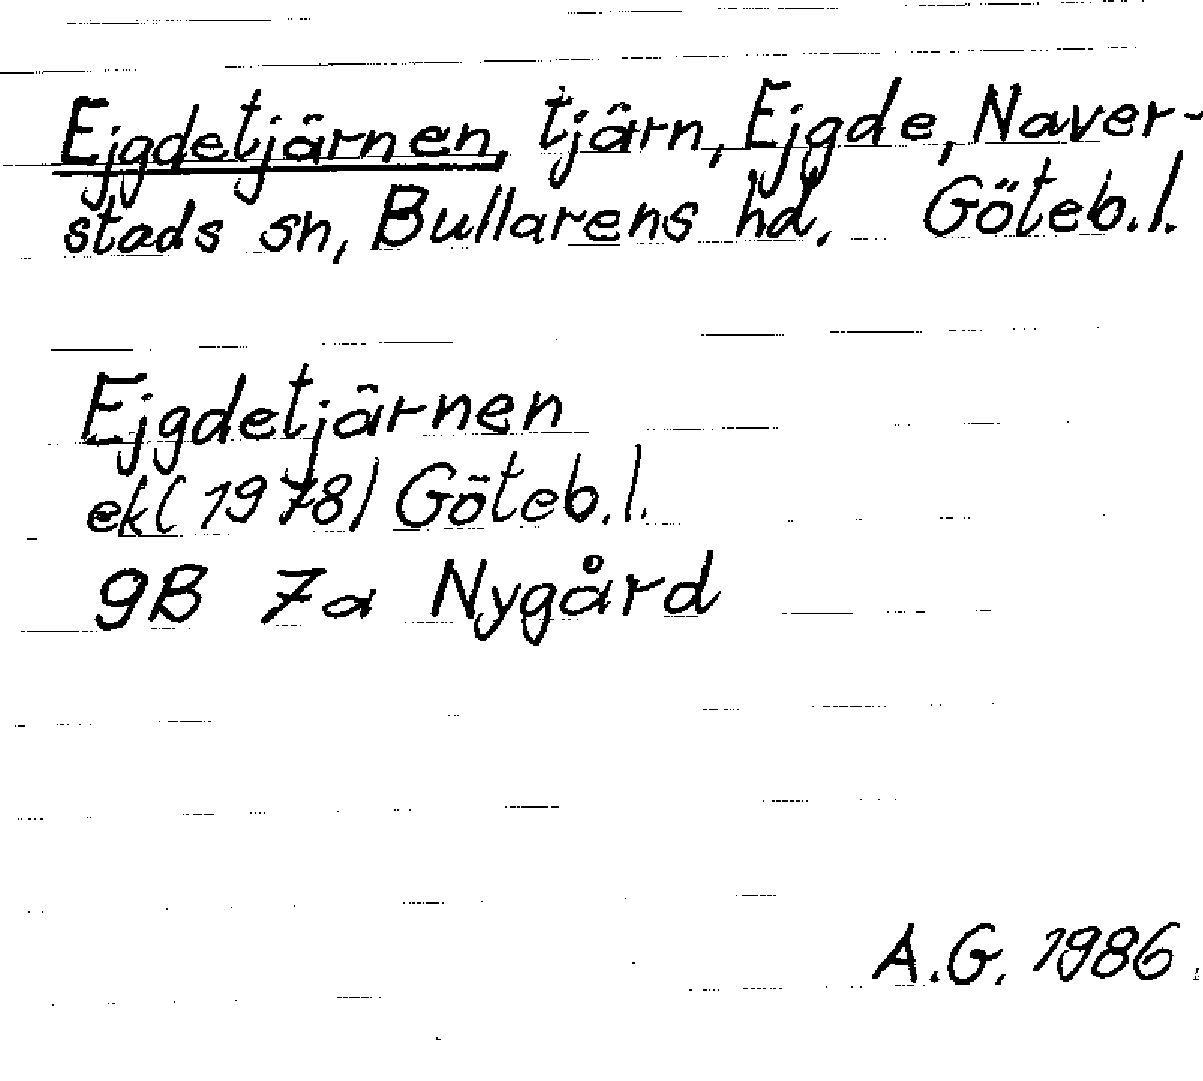 Ejgdetjärnen, tjärn, Ejgde, Naver-
stads sn, Bullarens hd. Göteb.l.
Ejgdetjärnen
ek (1978) Göteb.l.
9B 7a Nygård
A.G. 1986